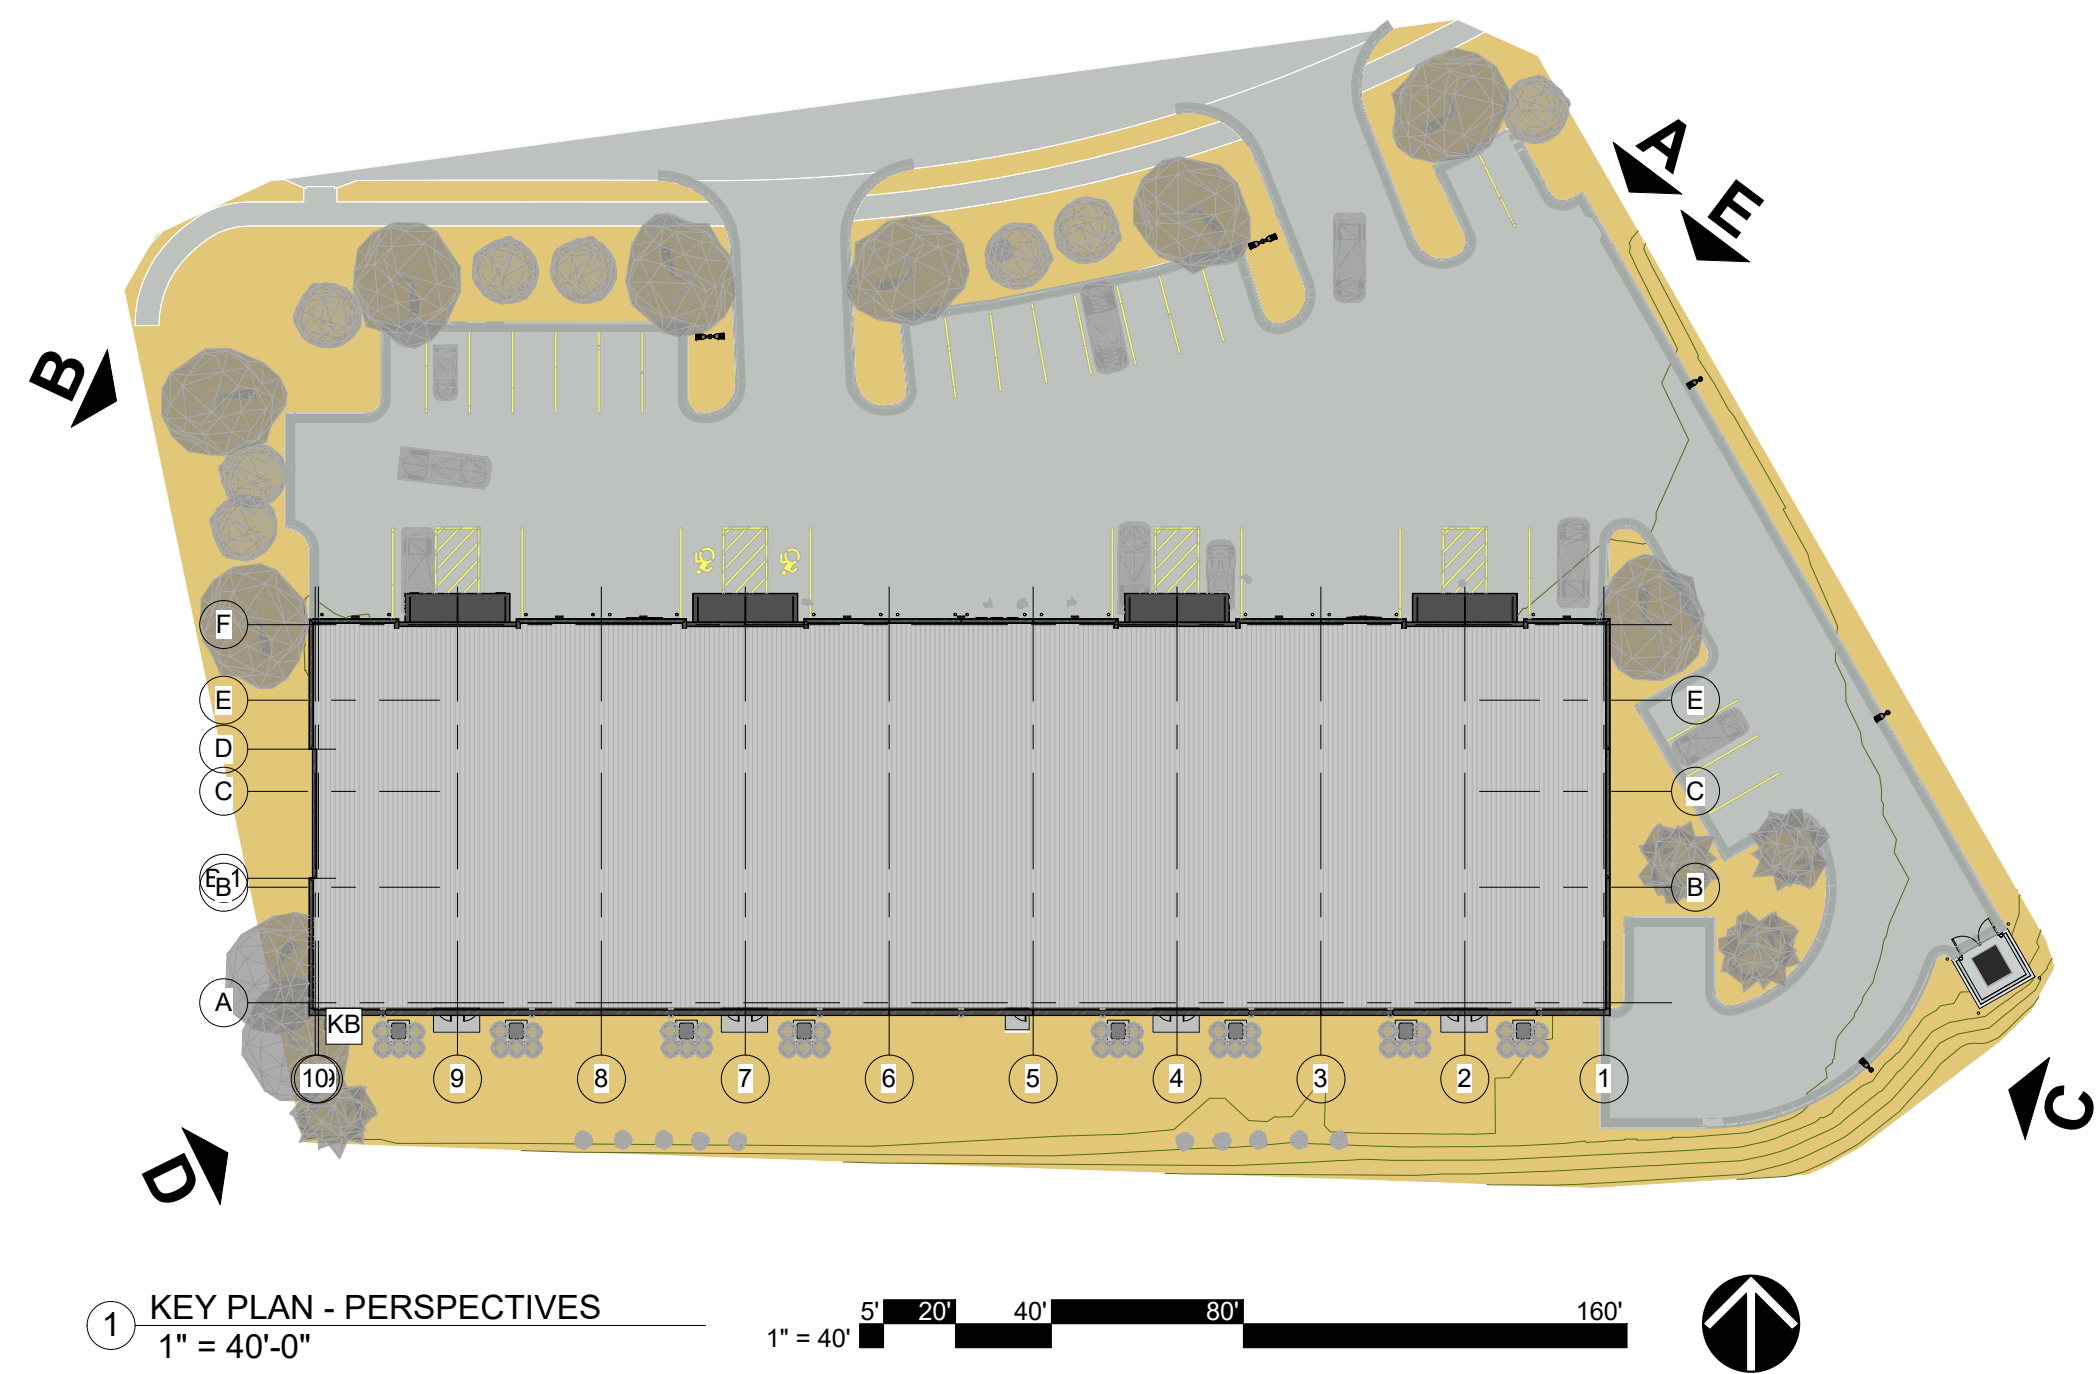 A
E
B
F
E
E
D
C
C
B
B
A
KB
10
9
8
7
6
5
4
3
2
1
C
D
1 KEY PLAN - PERSPECTIVES
1" = 40'-0"
5' 20' 40' 80' 160'
1" = 40'